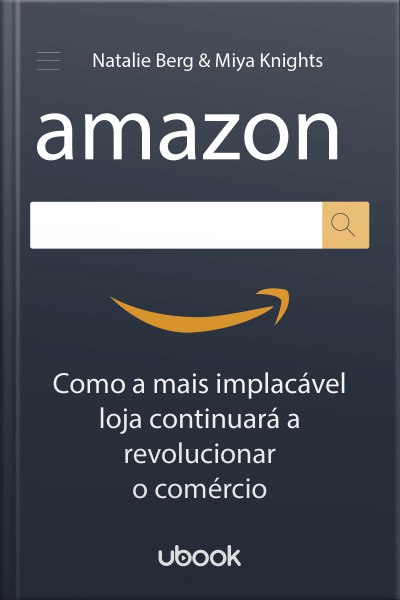 Natalie Berg & Miya Knights
amazon
Como a mais implacável
loja continuará a
revolucionar
o comércio
ubook